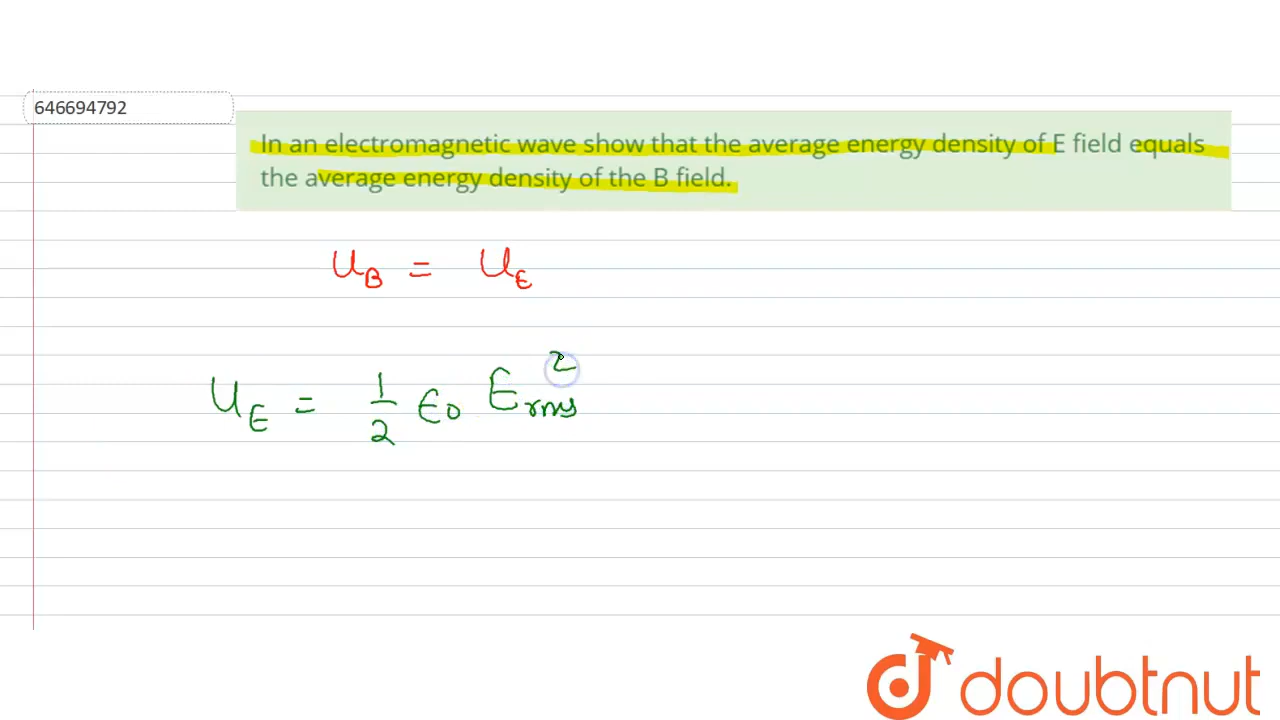 646694792
In an electromagnetic wave show that the average energy density of E field equals
the average energy density of the B field.
U_B = U_E
U_E = 1/2 ε0 E_rms^2
doubtnut